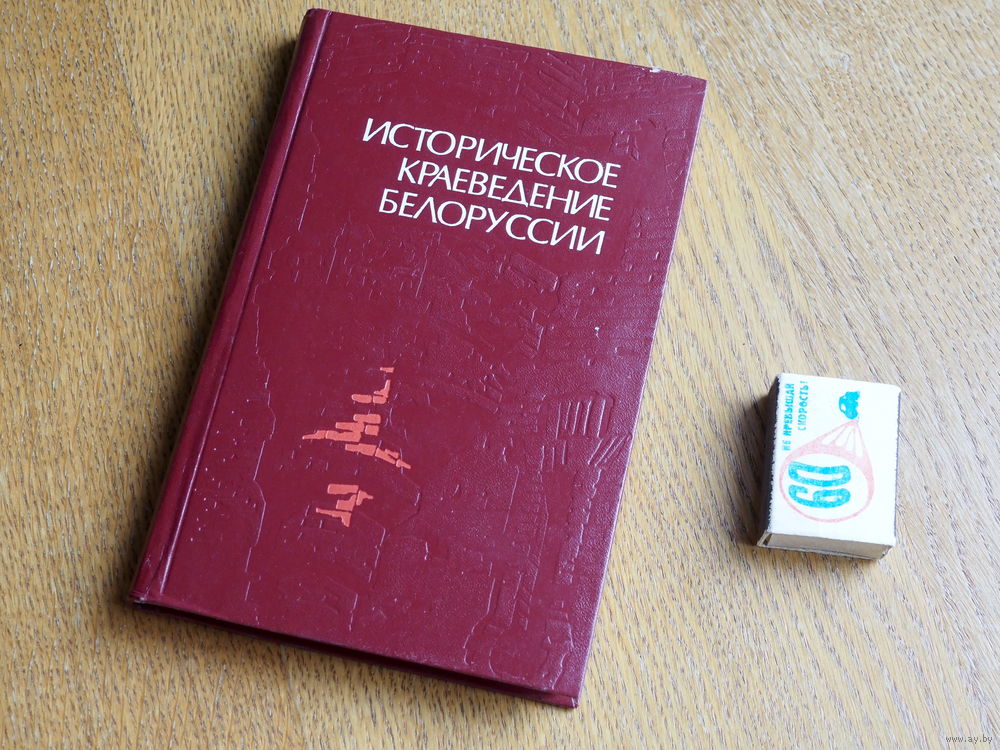 ИСТОРИЧЕСКОЕ
КРАЕВЕДЕНИЕ
БЕЛОРУССИИ
НЕ ПРЕВЫШАЙ
СКОРОСТЬ!
60
www.ay.by